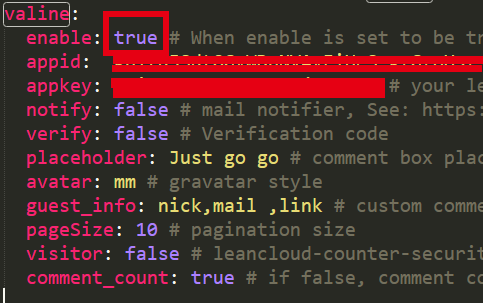 valine:
enable: true # When enable is set to be tr
appid:
appkey: # your le
notify: false # mail notifier, See: https:
verify: false # Verification code
placeholder: Just go go # comment box plac
avatar: mm # gravatar style
guest_info: nick,mail ,link # custom comme
pageSize: 10 # pagination size
visitor: false # leancloud-counter-securit
comment_count: true # if false, comment co